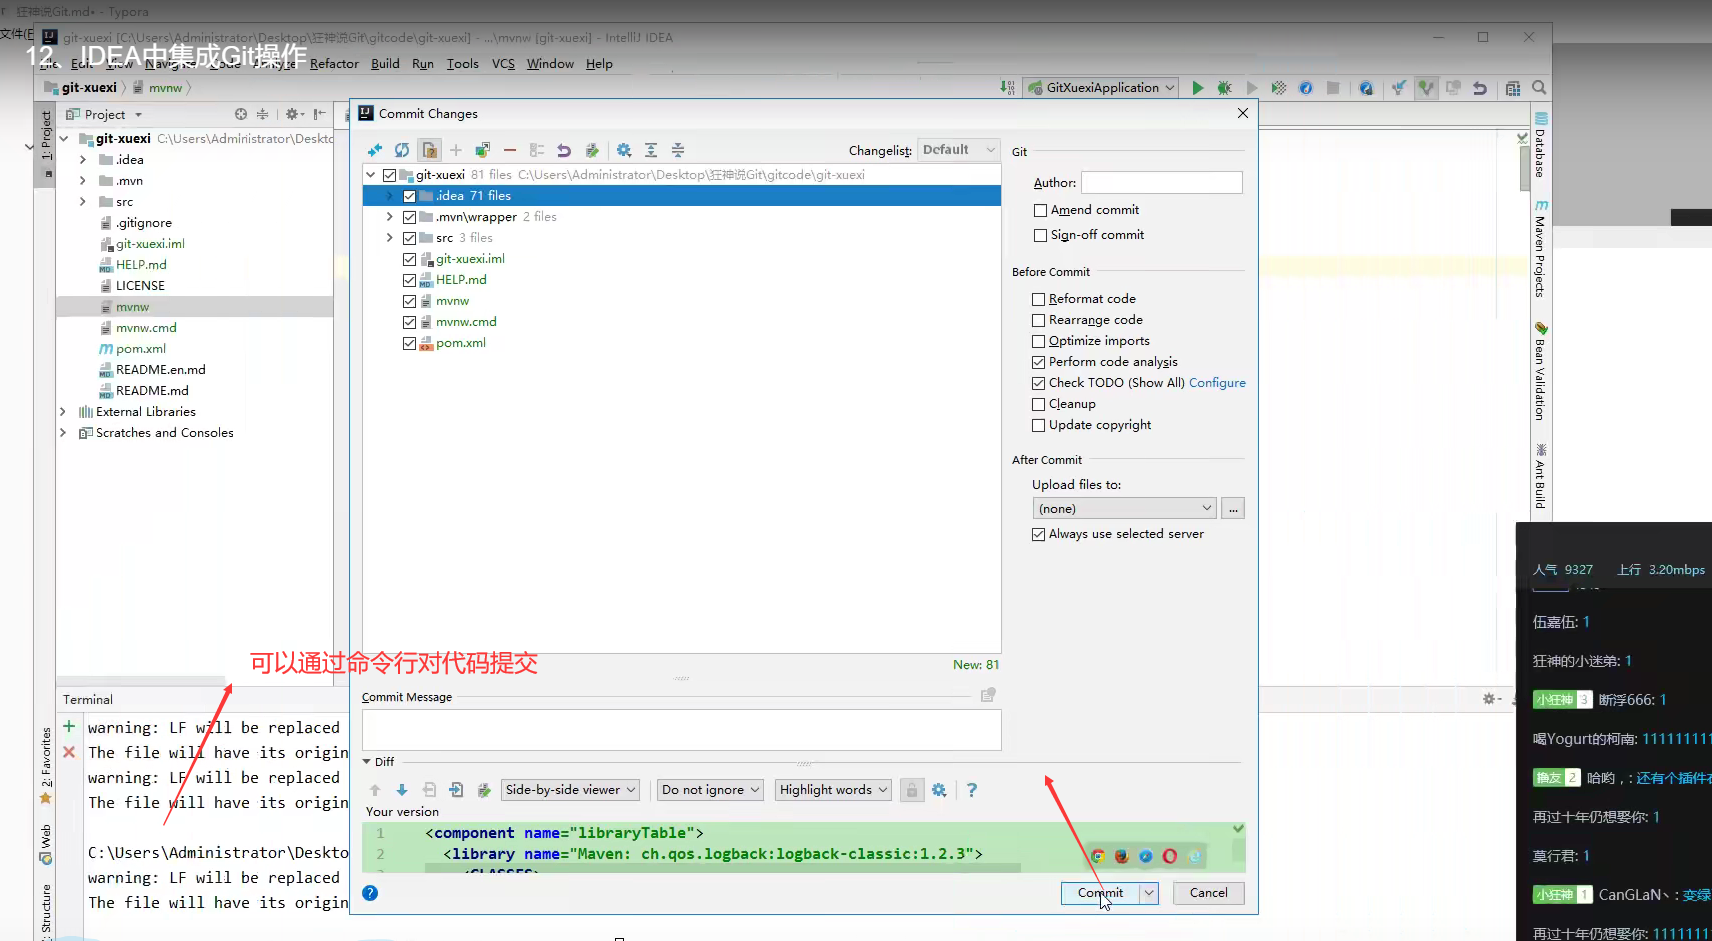 狂神说Git.md - Typora
文件(F
git-xuexi [C:\Users\Administrator\Desktop\狂神说Git\gitcode\git-xuexi] - ...\mvnw [git-xuexi] - IntelliJ IDEA
12、IDEA中集成Git操作
File Edit View Navigate Code Analyze Refactor Build Run Tools VCS Window Help
git-xuexi mvnw
GitXuexiApplication
1: Project
Project
git-xuexi C:\Users\Administrator\Deskto
.idea
.mvn
src
.gitignore
git-xuexi.iml
HELP.md
LICENSE
mvnw
mvnw.cmd
pom.xml
README.en.md
README.md
External Libraries
Scratches and Consoles
Commit Changes
Changelist: Default
git-xuexi 81 files C:\Users\Administrator\Desktop\狂神说Git\gitcode\git-xuexi
.idea 71 files
.mvn\wrapper 2 files
src 3 files
git-xuexi.iml
HELP.md
mvnw
mvnw.cmd
pom.xml
New: 81
Git
Author:
Amend commit
Sign-off commit
Before Commit
Reformat code
Rearrange code
Optimize imports
Perform code analysis
Check TODO (Show All) Configure
Cleanup
Update copyright
After Commit
Upload files to:
(none)
...
Always use selected server
可以通过命令行对代码提交
Commit Message
Diff
Side-by-side viewer Do not ignore Highlight words
Your version
1 <component name="libraryTable">
2 <library name="Maven: ch.qos.logback:logback-classic:1.2.3">
<CLASSES>
Commit Cancel
Terminal
warning: LF will be replaced
The file will have its origin
warning: LF will be replaced
The file will have its origin
C:\Users\Administrator\Deskto
warning: LF will be replaced
The file will have its origin
2: Favorites
Web
Structure
Database
Maven Projects
Bean Validation
Ant Build
人气 9327 上行 3.20mbps
伍嘉伍: 1
狂神的小迷弟: 1
小狂神 3 断浮666: 1
喝Yogurt的柯南: 111111111
撸友 2 哈哟，: 还有个插件
再过十年仍想娶你: 1
莫行君: 1
小狂神 1 CanGLaN丶: 变绿
再过十年仍想娶你: 1111111